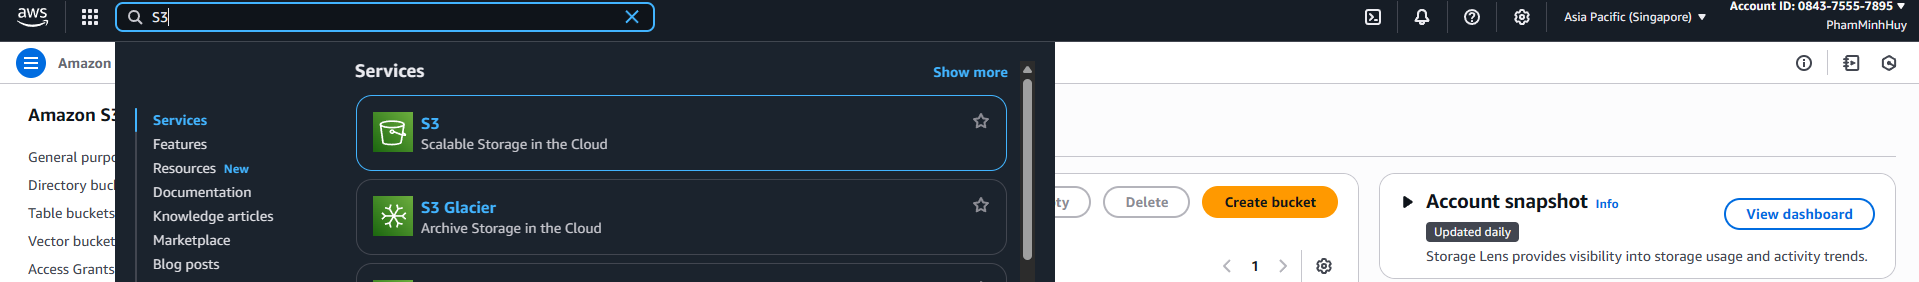 aws
S3
Asia Pacific (Singapore)
Account ID: 0843-7555-7895
PhamMinhHuy
Amazon
Amazon S3
General purpo
Directory buc
Table buckets
Vector bucket
Access Grants
Services
Features
Resources New
Documentation
Knowledge articles
Marketplace
Blog posts
Services
Show more
S3
Scalable Storage in the Cloud
S3 Glacier
Archive Storage in the Cloud
ty
Delete
Create bucket
1
Account snapshot Info
Updated daily
View dashboard
Storage Lens provides visibility into storage usage and activity trends.